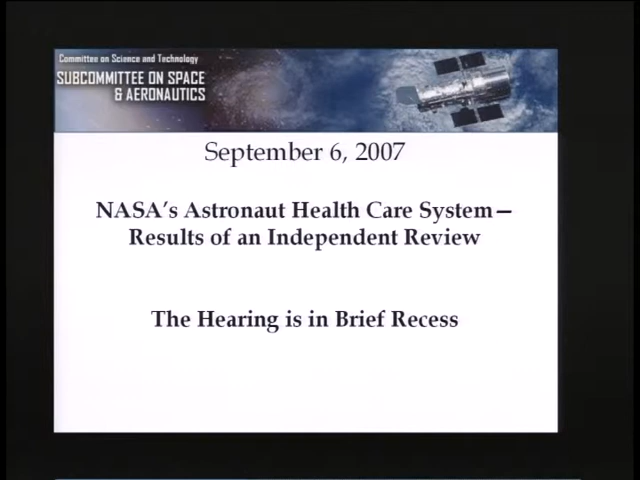 Committee on Science and Technology
SUBCOMMITTEE ON SPACE
& AERONAUTICS
September 6, 2007
NASA's Astronaut Health Care System—
Results of an Independent Review
The Hearing is in Brief Recess